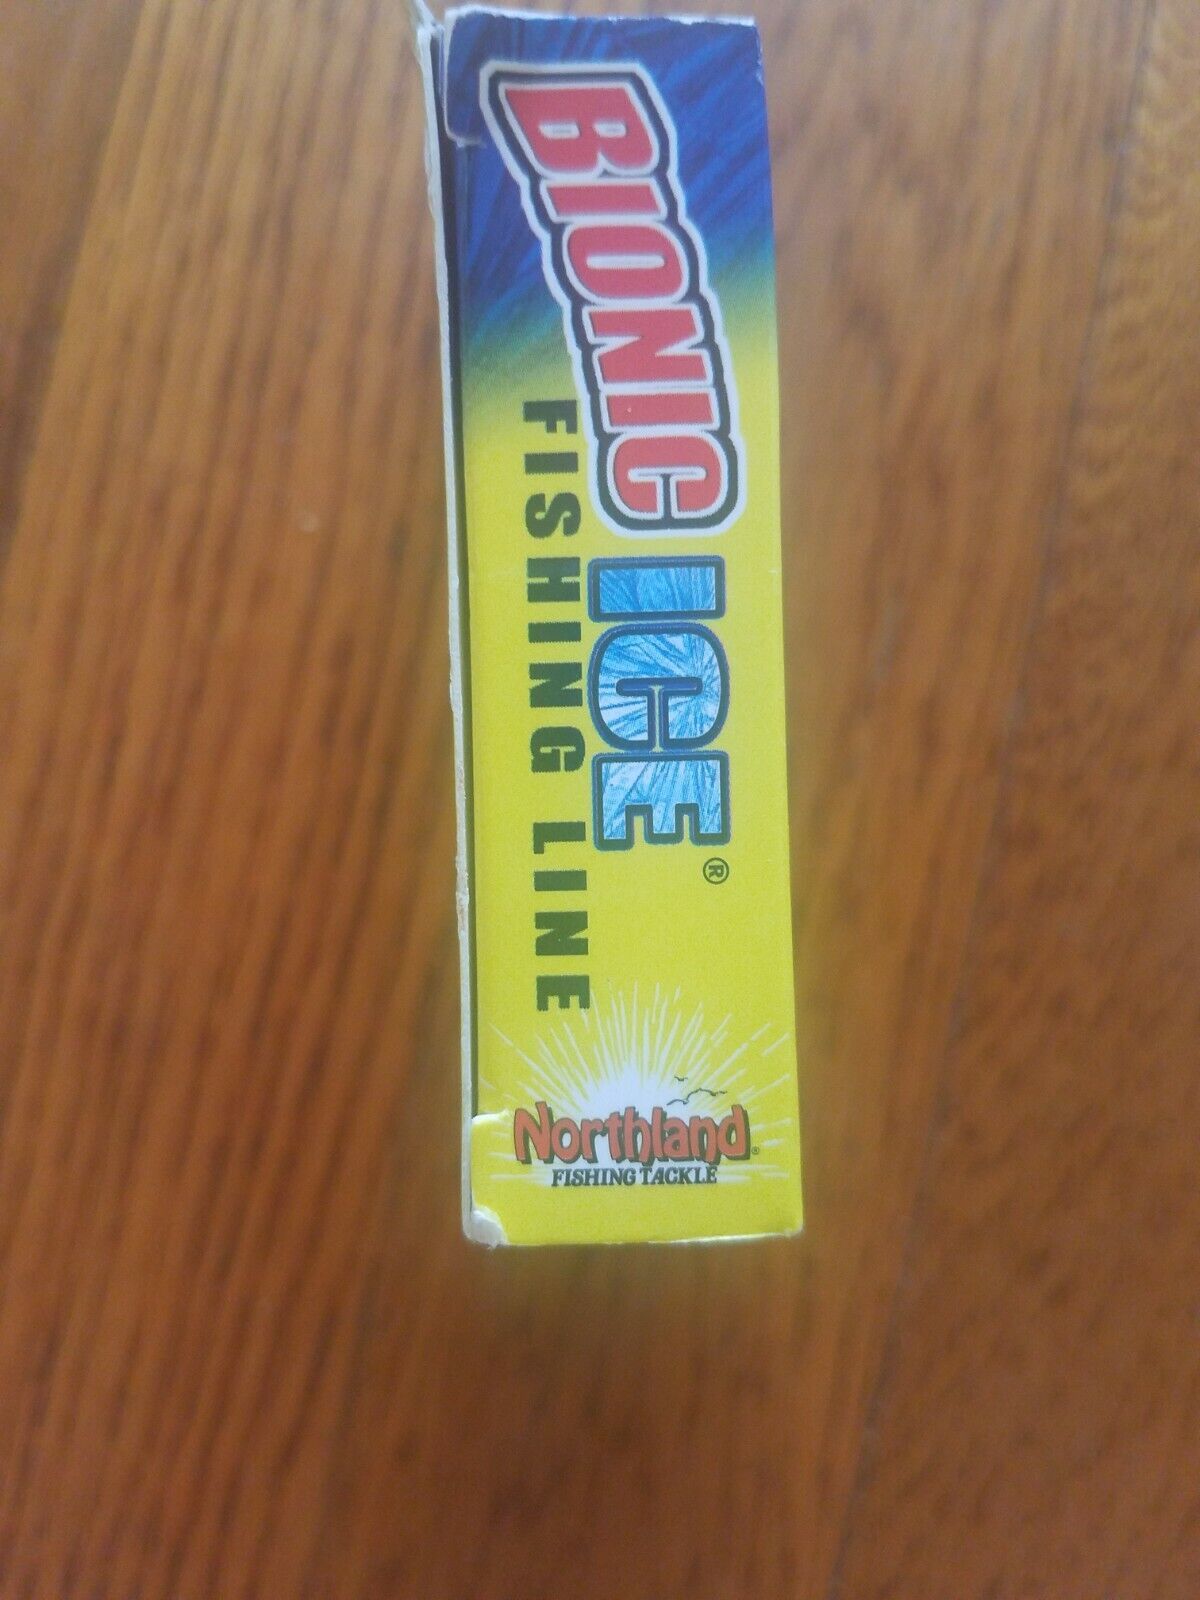 BIONIC ICE®
FISHING LINE
Northland®
FISHING TACKLE